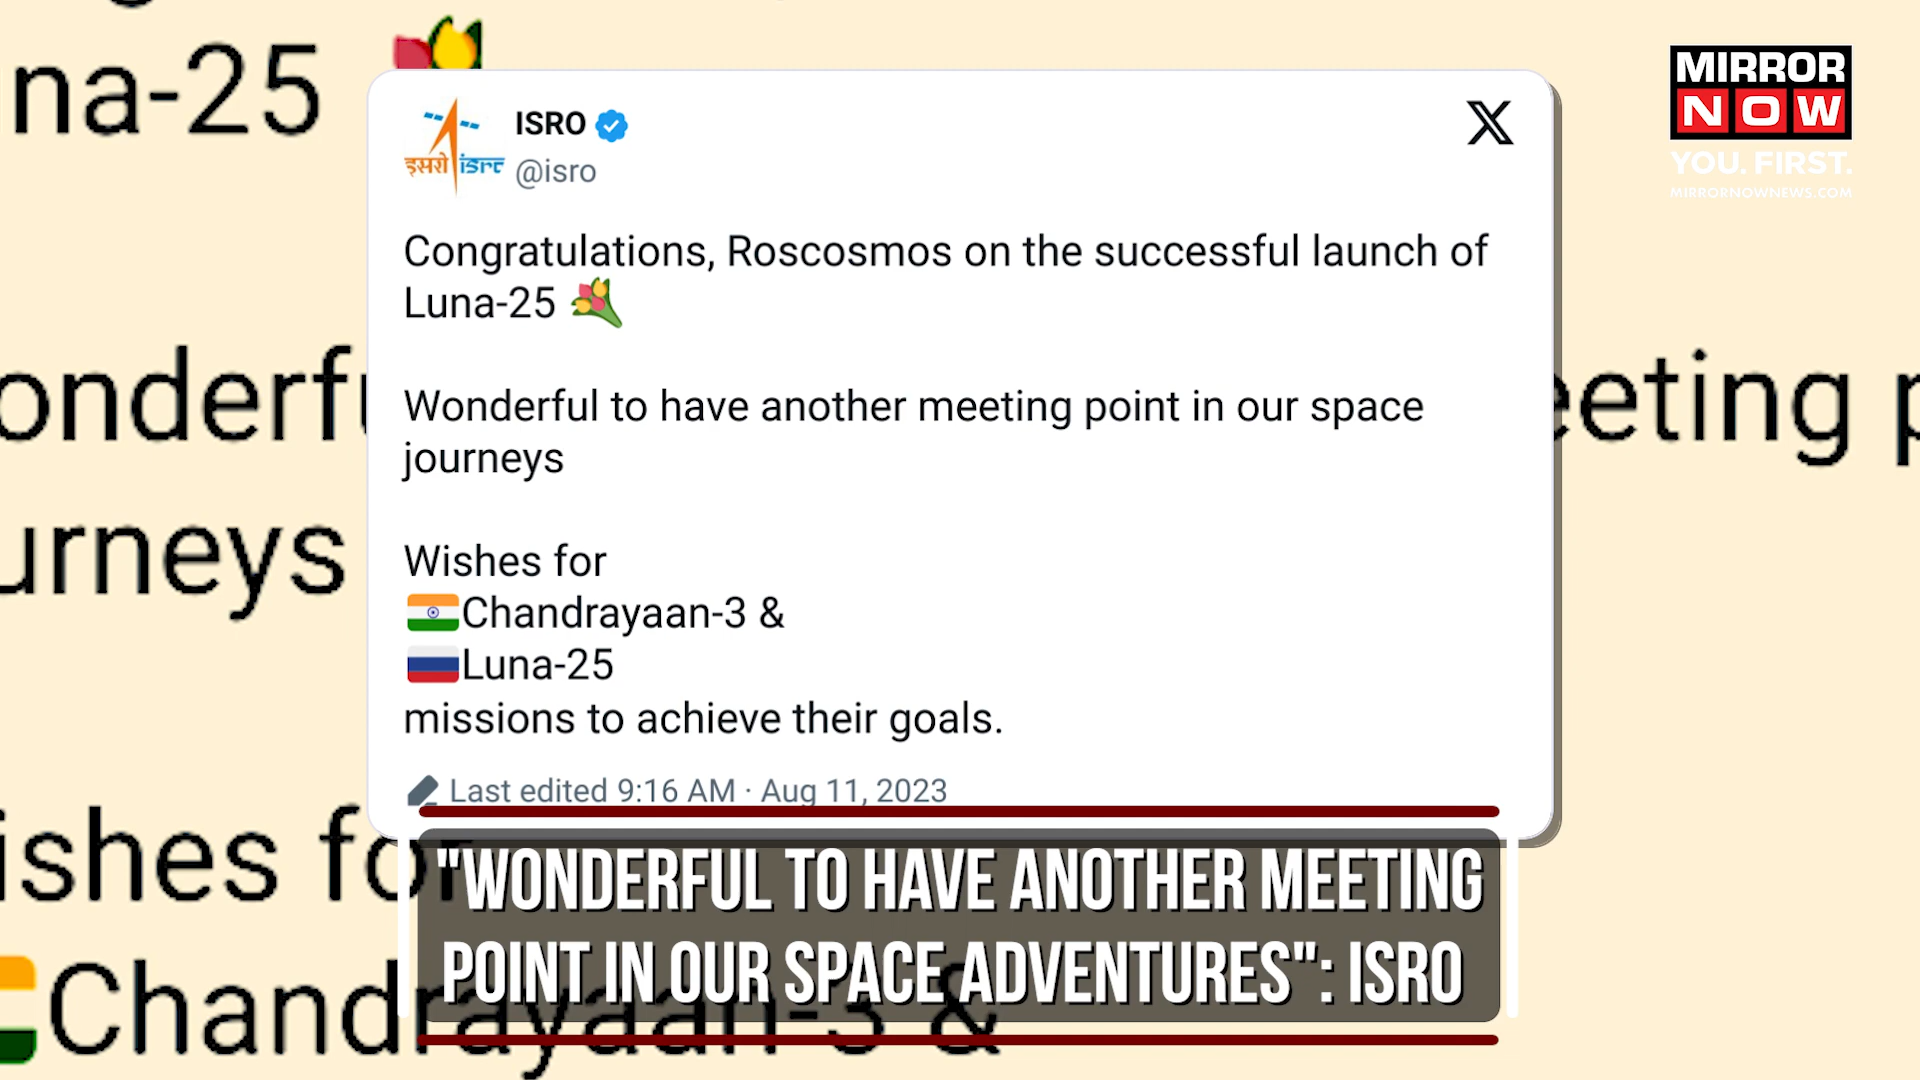 na-25
onderf
eeting p
urneys
ishes for
Chandrayaan-3 &
MIRROR
NOW
YOU. FIRST.
MIRRORNOWNEWS.COM
ISRO
इसरो isro
@isro
X
Congratulations, Roscosmos on the successful launch of
Luna-25
Wonderful to have another meeting point in our space
journeys
Wishes for
Chandrayaan-3 &
Luna-25
missions to achieve their goals.
Last edited 9:16 AM · Aug 11, 2023
"WONDERFUL TO HAVE ANOTHER MEETING
POINT IN OUR SPACE ADVENTURES": ISRO